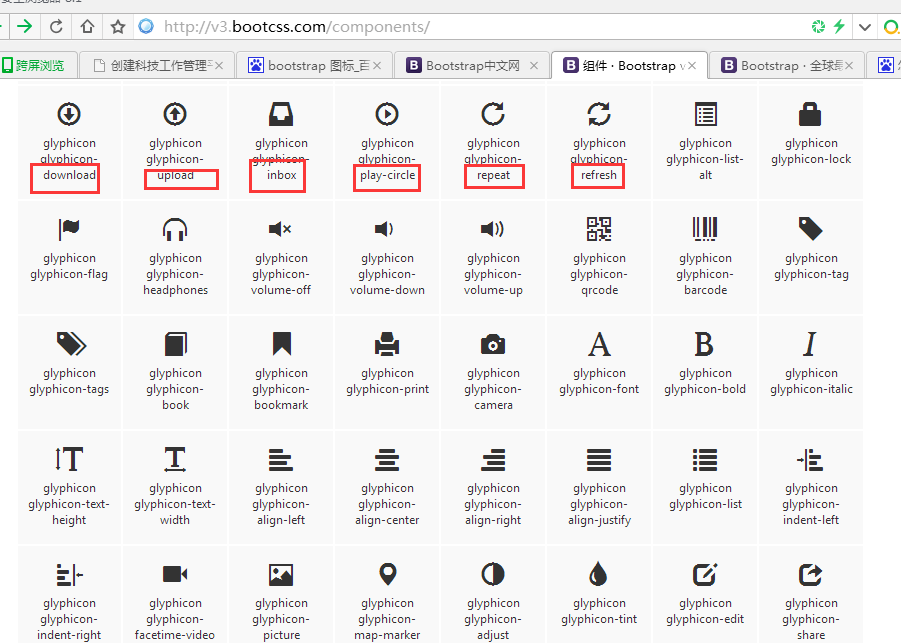 http://v3.bootcss.com/components/
跨屏浏览 创建科技工作管理平 bootstrap 图标_百 Bootstrap中文网 组件 · Bootstrap v Bootstrap · 全球最
glyphicon glyphicon glyphicon glyphicon glyphicon glyphicon glyphicon glyphicon
glyphicon- glyphicon- glyphicon- glyphicon- glyphicon- glyphicon- glyphicon-list- glyphicon-lock
download upload inbox play-circle repeat refresh alt
glyphicon glyphicon glyphicon glyphicon glyphicon glyphicon glyphicon glyphicon
glyphicon-flag glyphicon- glyphicon- glyphicon- glyphicon- glyphicon- glyphicon- glyphicon-tag
headphones volume-off volume-down volume-up qrcode barcode
glyphicon glyphicon glyphicon glyphicon glyphicon glyphicon glyphicon glyphicon
glyphicon-tags glyphicon- glyphicon- glyphicon-print glyphicon- glyphicon-font glyphicon-bold glyphicon-italic
book bookmark camera
glyphicon glyphicon glyphicon glyphicon glyphicon glyphicon glyphicon glyphicon
glyphicon-text- glyphicon-text- glyphicon- glyphicon- glyphicon- glyphicon- glyphicon-list glyphicon-
height width align-left align-center align-right align-justify indent-left
glyphicon glyphicon glyphicon glyphicon glyphicon glyphicon glyphicon glyphicon
glyphicon- glyphicon- glyphicon- glyphicon- glyphicon- glyphicon-tint glyphicon-edit glyphicon-
indent-right facetime-video picture map-marker adjust share